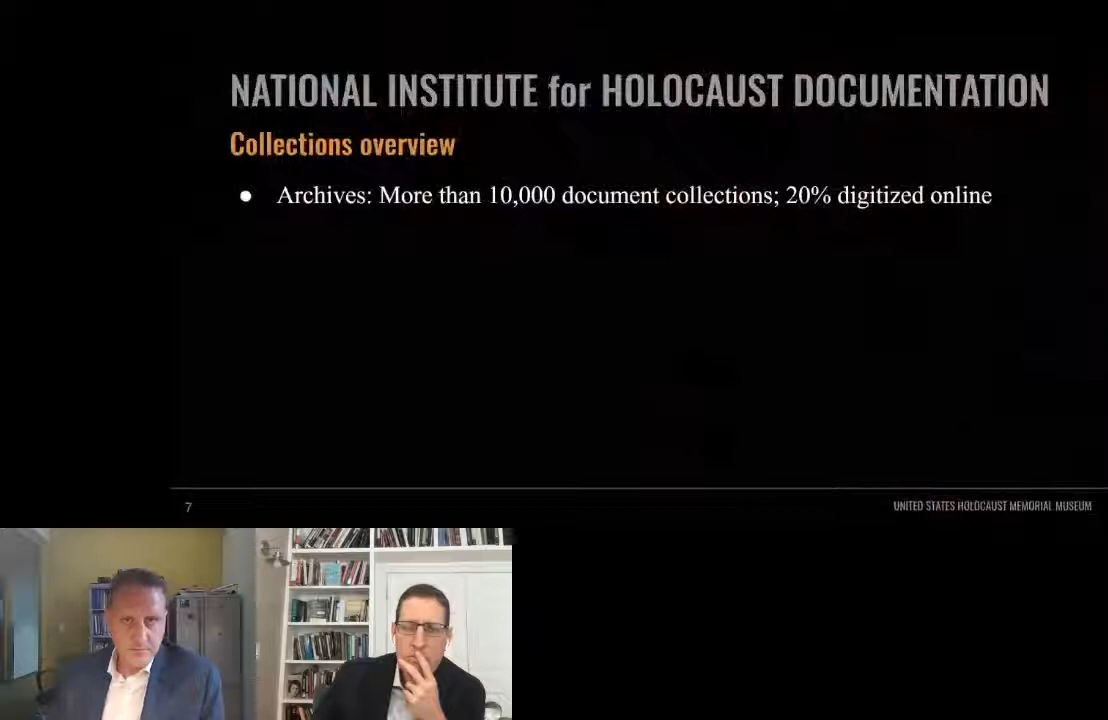 NATIONAL INSTITUTE for HOLOCAUST DOCUMENTATION
Collections overview
● Archives: More than 10,000 document collections; 20% digitized online
7
UNITED STATES HOLOCAUST MEMORIAL MUSEUM